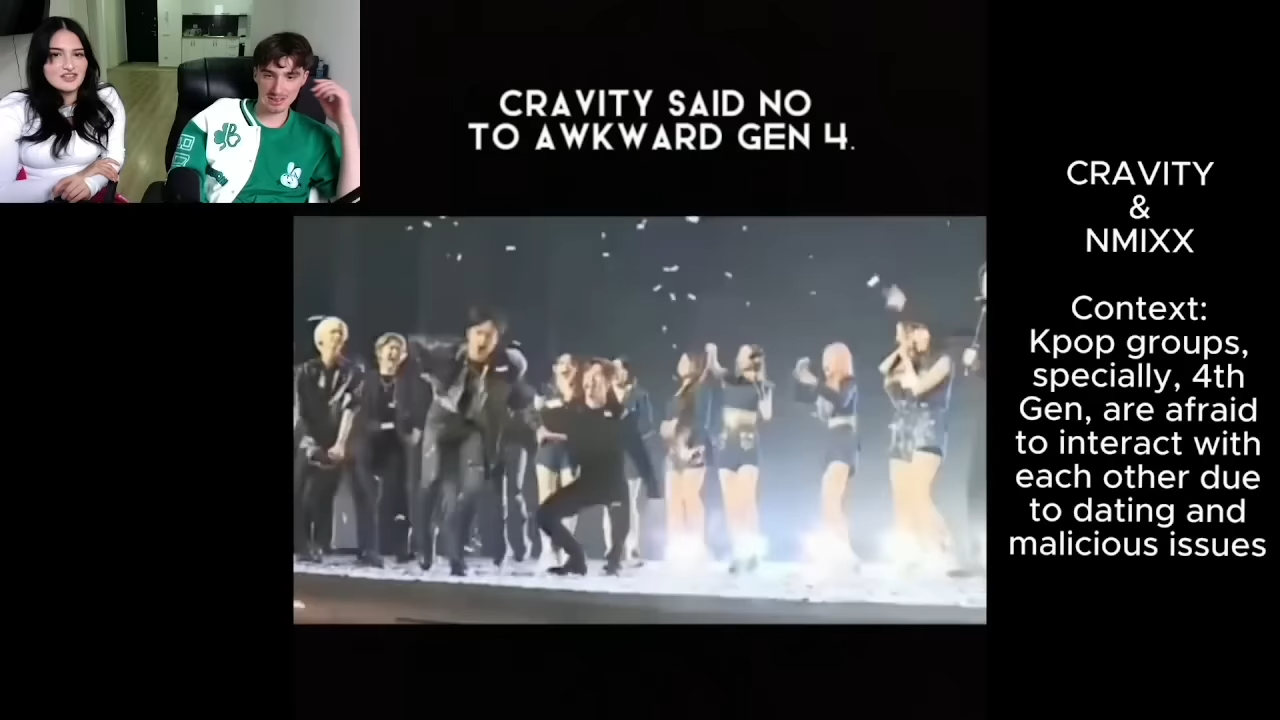 CRAVITY SAID NO
TO AWKWARD GEN 4.
CRAVITY
&
NMIXX
Context:
Kpop groups,
specially, 4th
Gen, are afraid
to interact with
each other due
to dating and
malicious issues